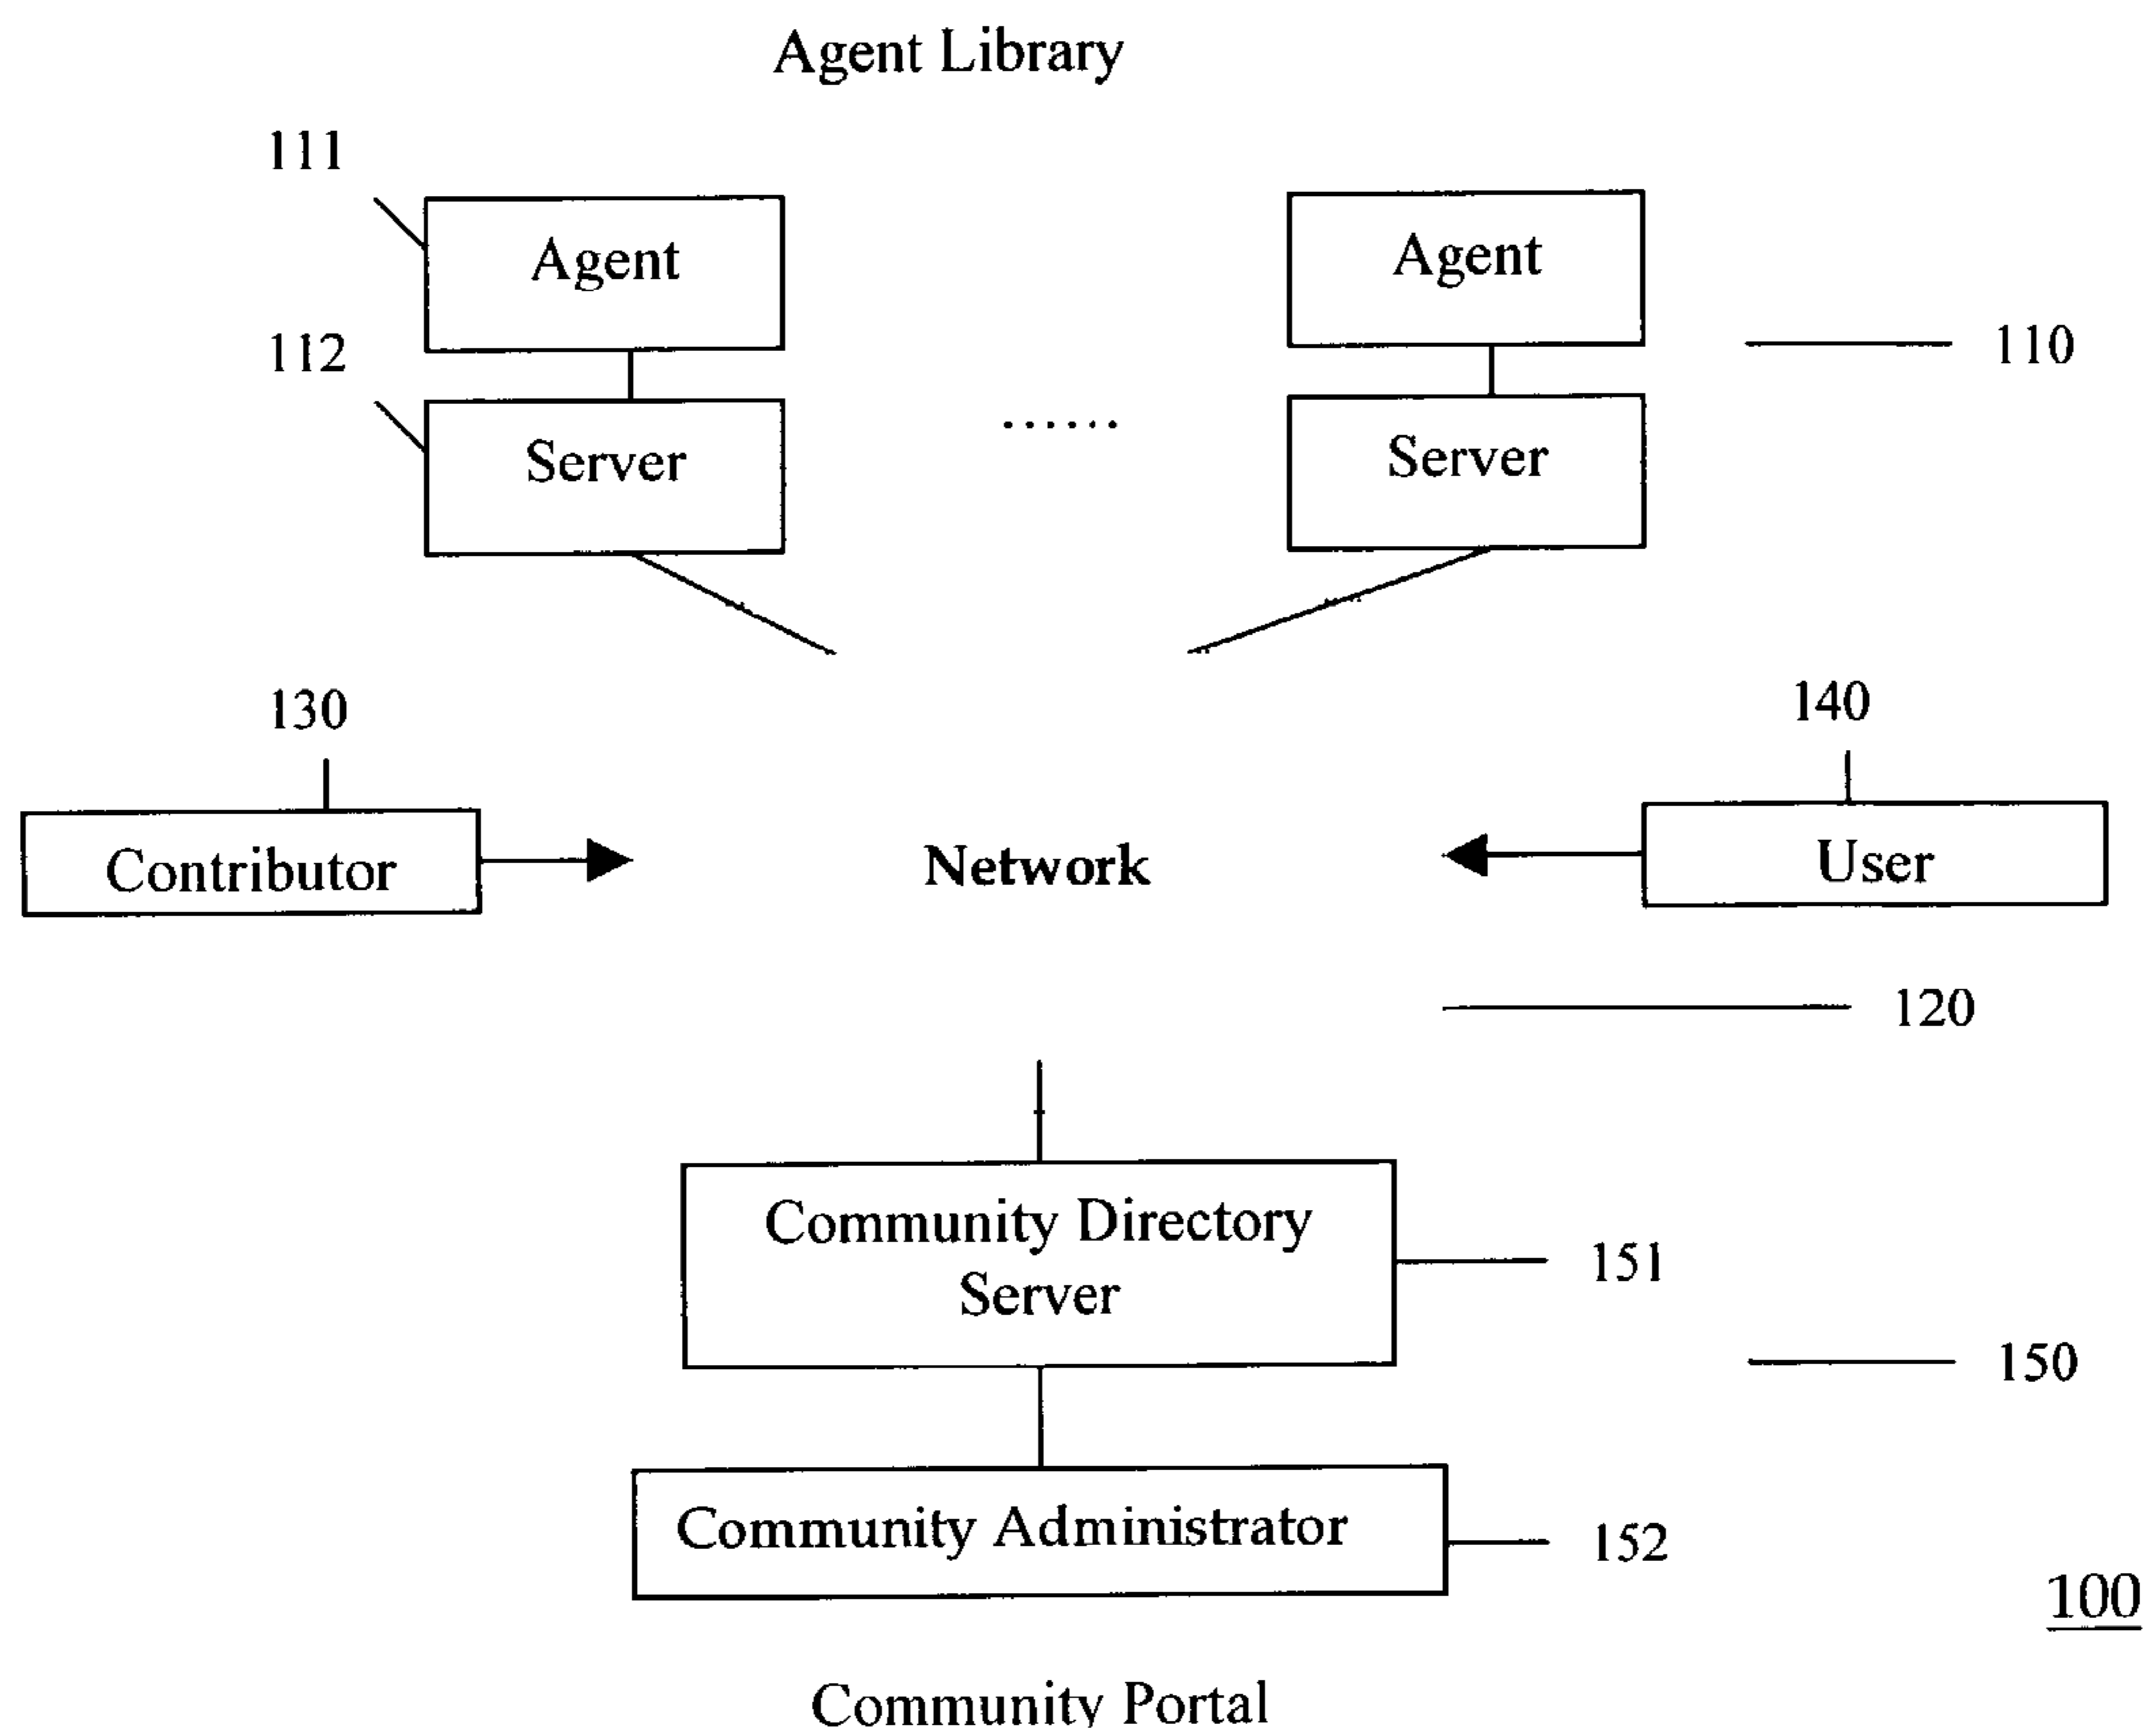 Agent Library
111
Agent
Agent
112
110
Server
......
Server
130
140
Contributor
Network
User
120
Community Directory
Server
151
150
Community Administrator
152
100
Community Portal